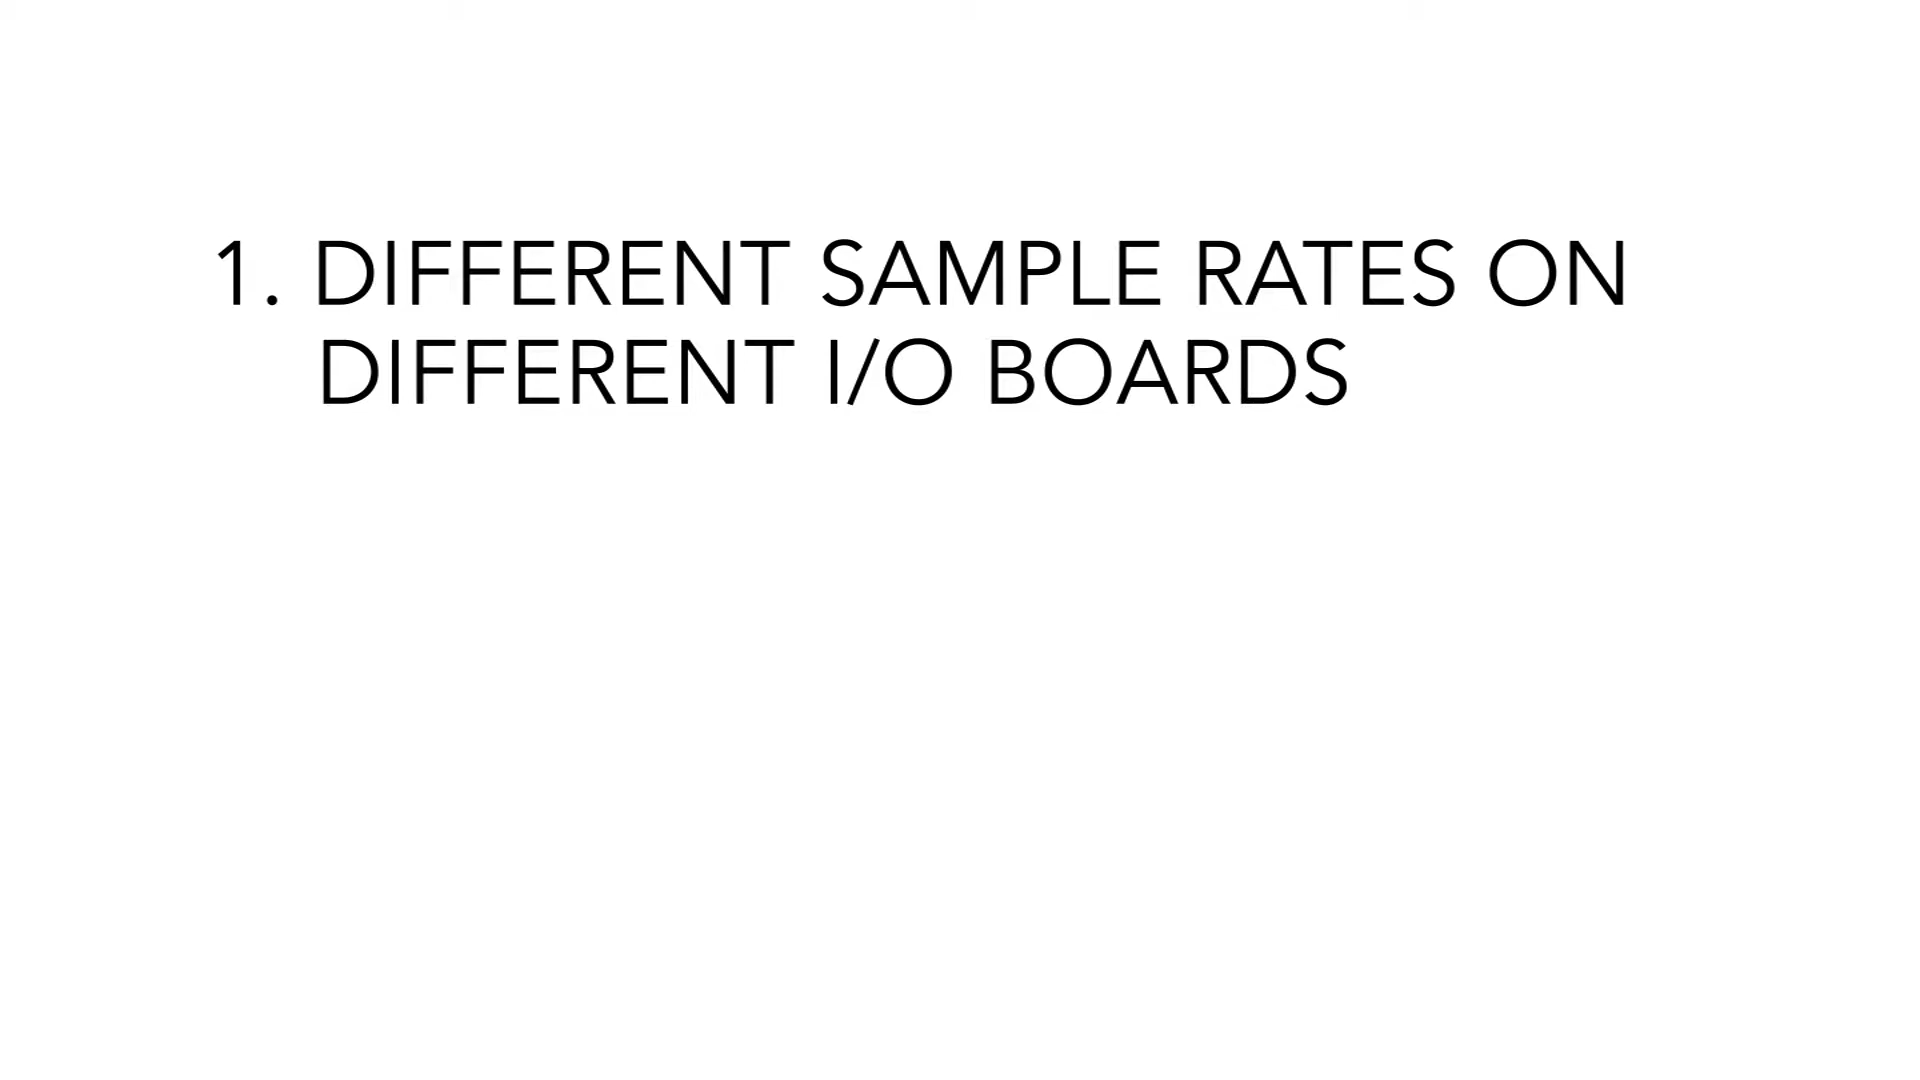 1. DIFFERENT SAMPLE RATES ON
DIFFERENT I/O BOARDS